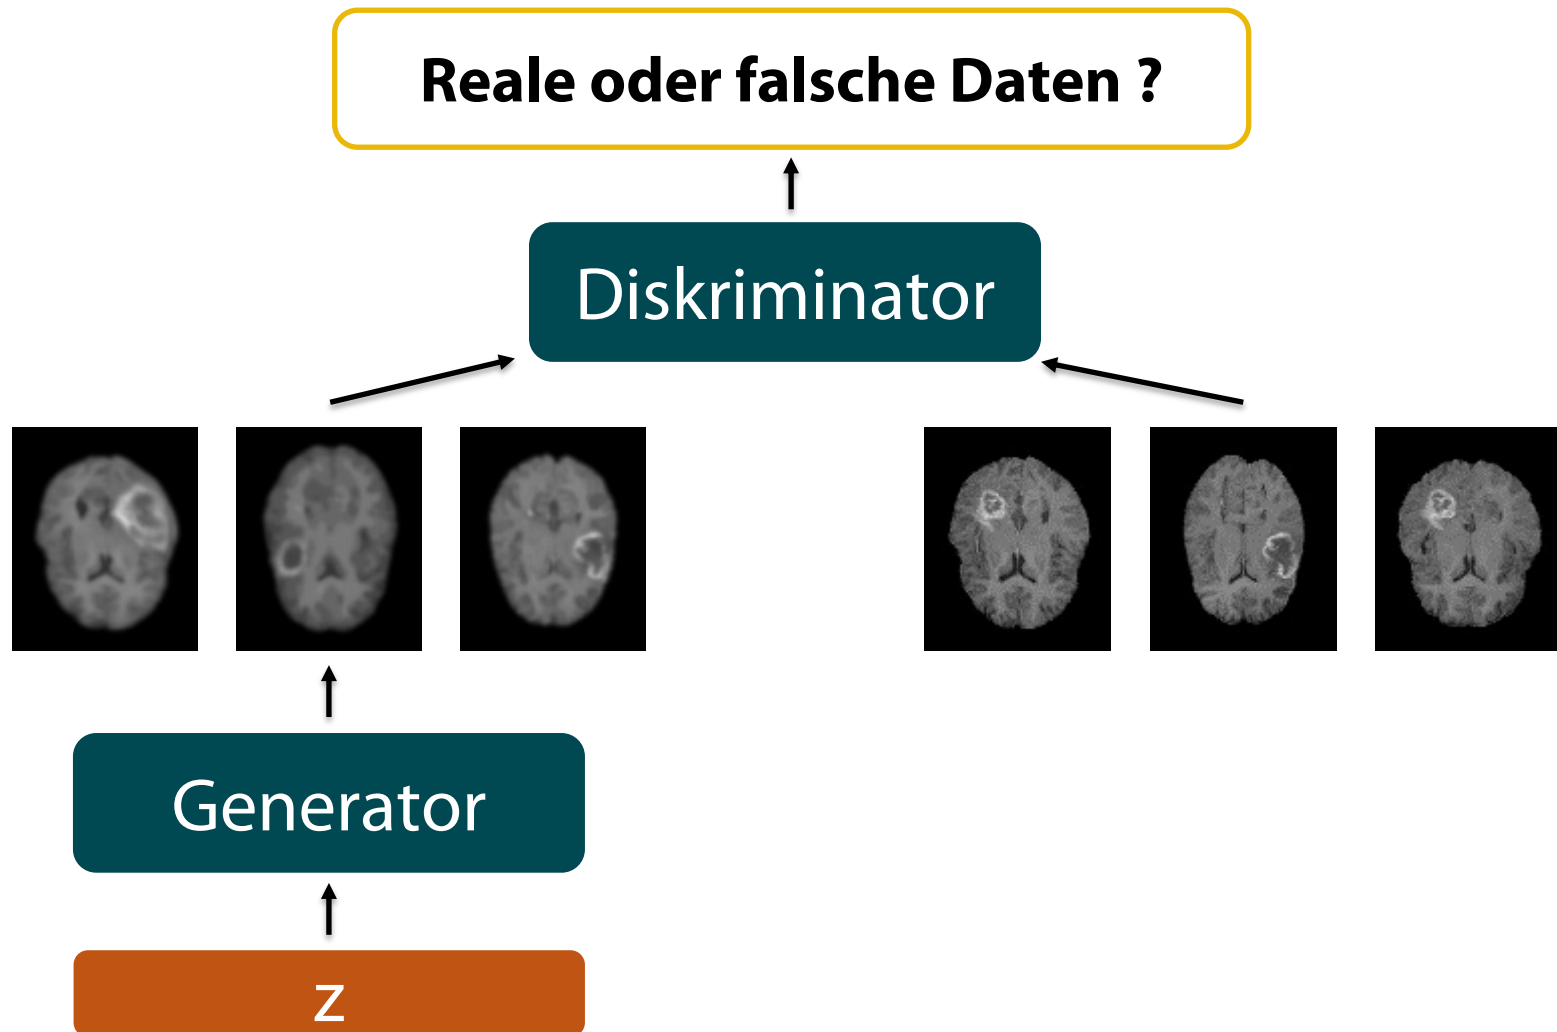 Reale oder falsche Daten ?
Diskriminator
Generator
z